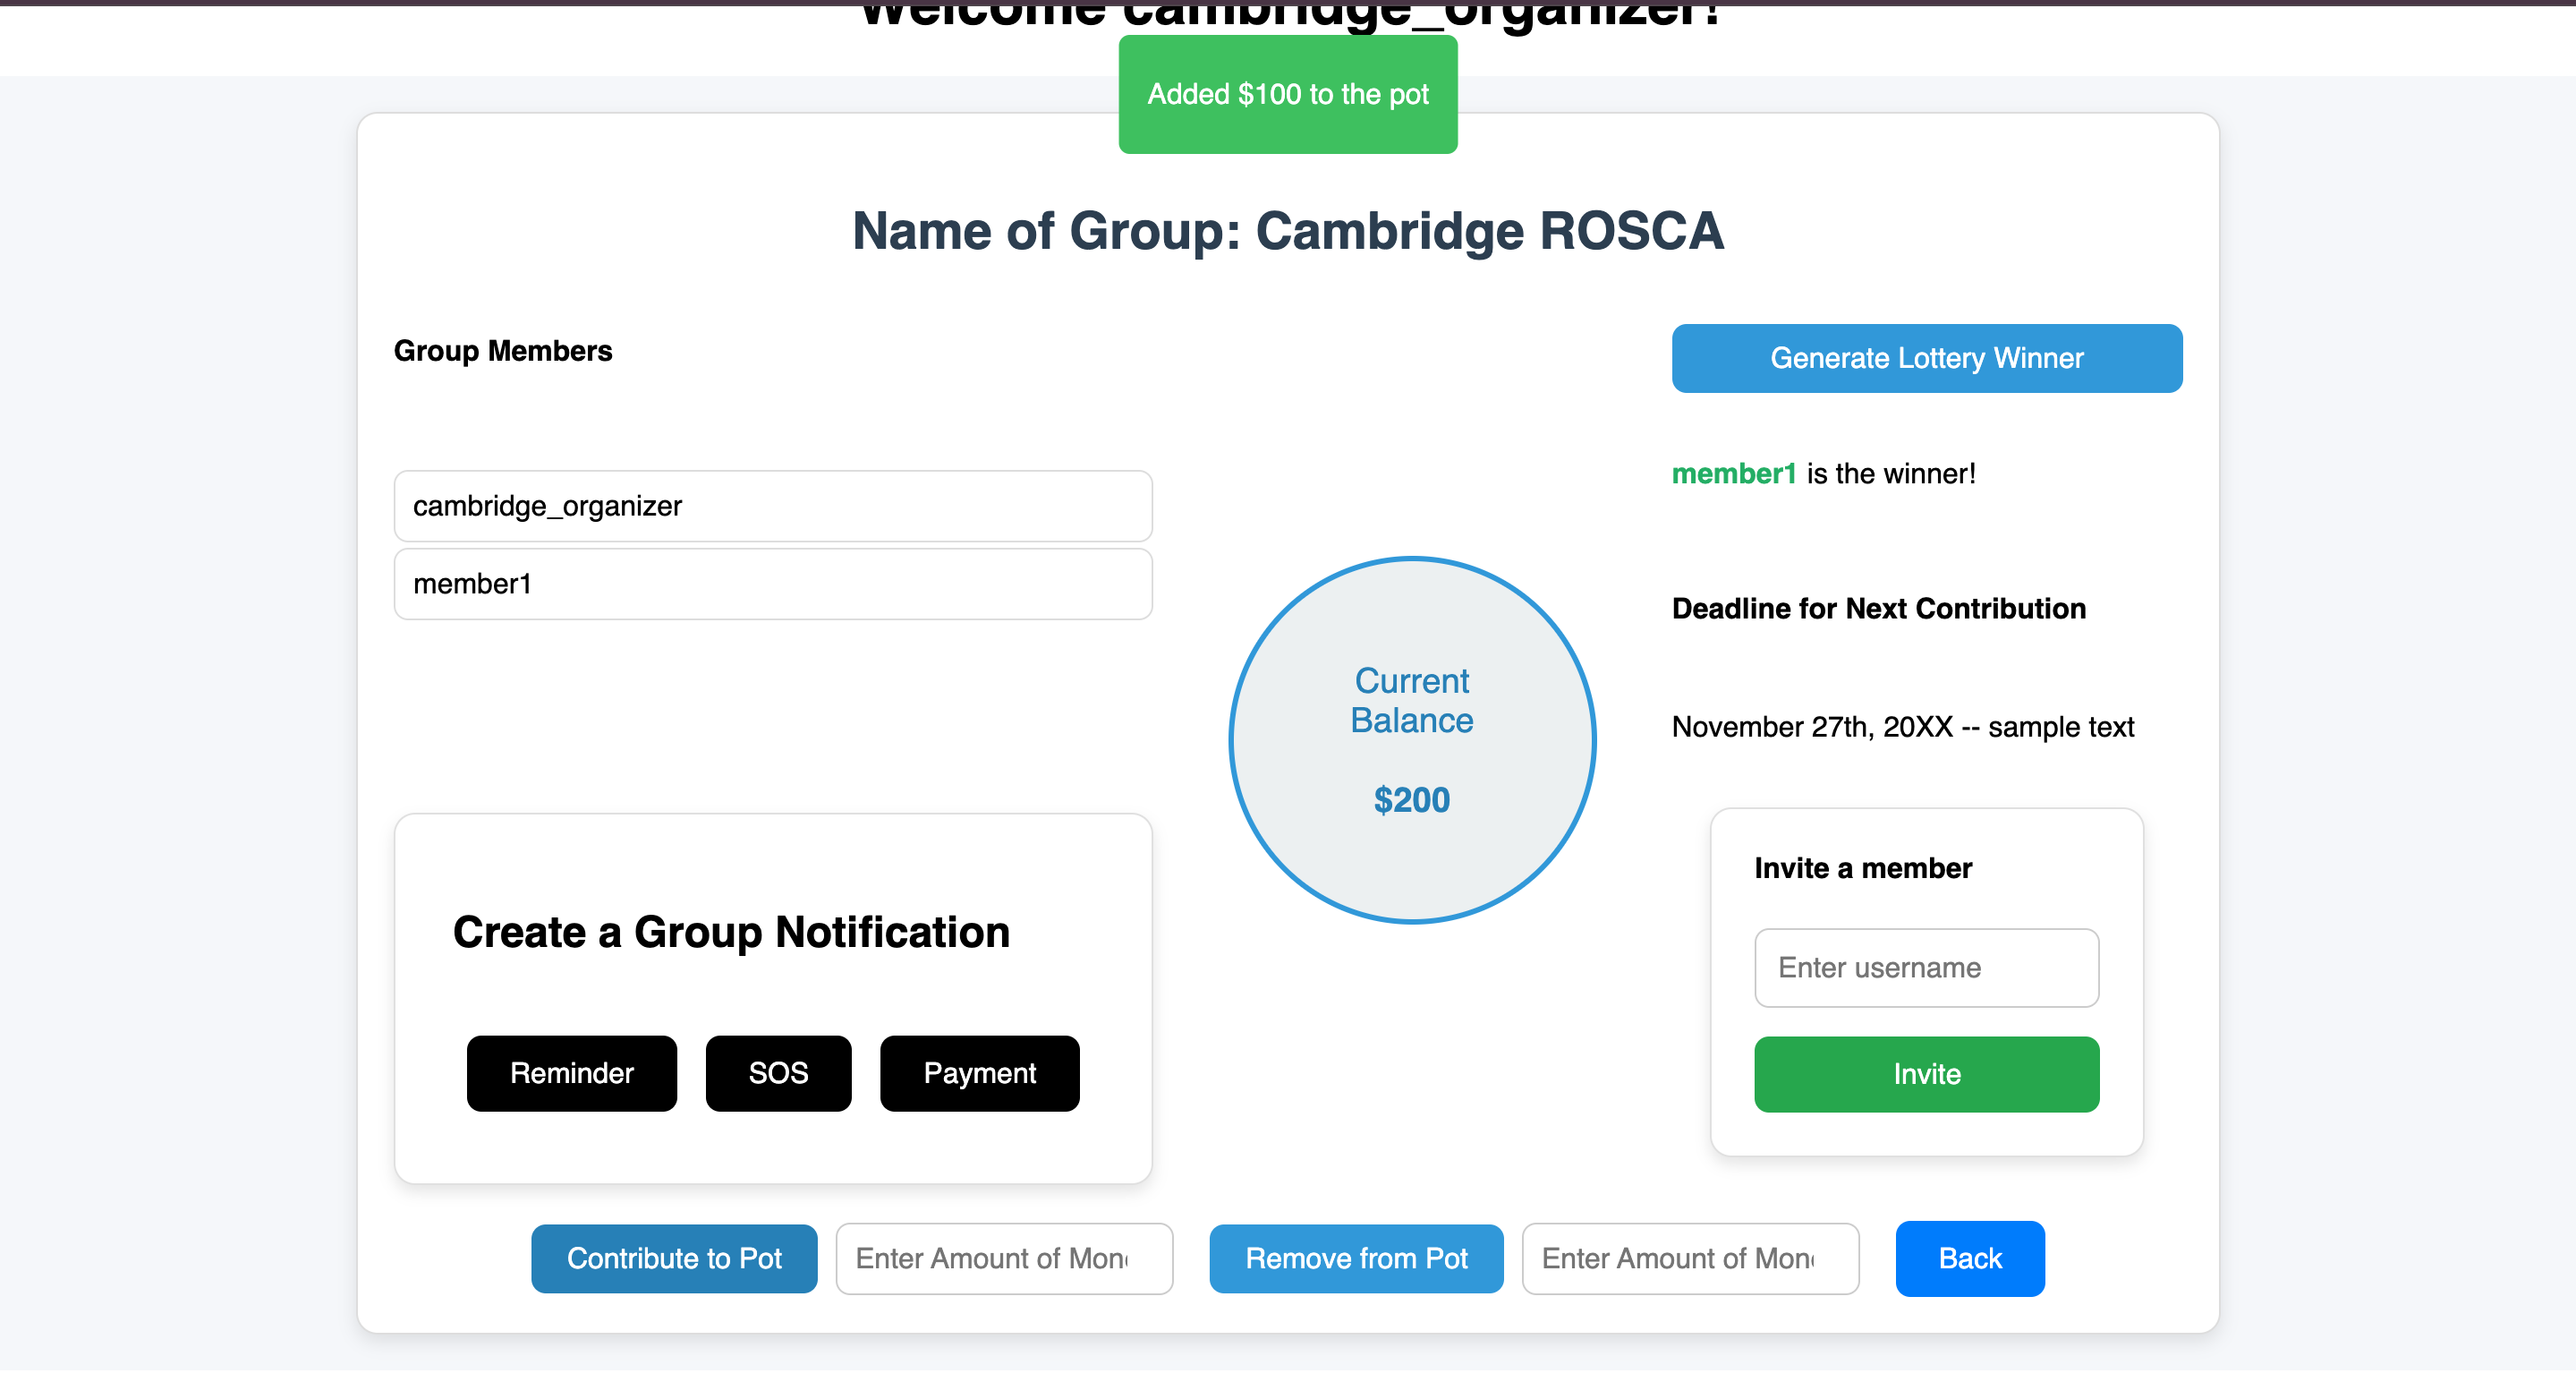 Welcome cambridge_organizer!
Added $100 to the pot
Name of Group: Cambridge ROSCA
Group Members
cambridge_organizer
member1
Create a Group Notification
Reminder
SOS
Payment
Current
Balance
$200
Generate Lottery Winner
member1 is the winner!
Deadline for Next Contribution
November 27th, 20XX -- sample text
Invite a member
Enter username
Invite
Contribute to Pot
Enter Amount of Mon
Remove from Pot
Enter Amount of Mon
Back